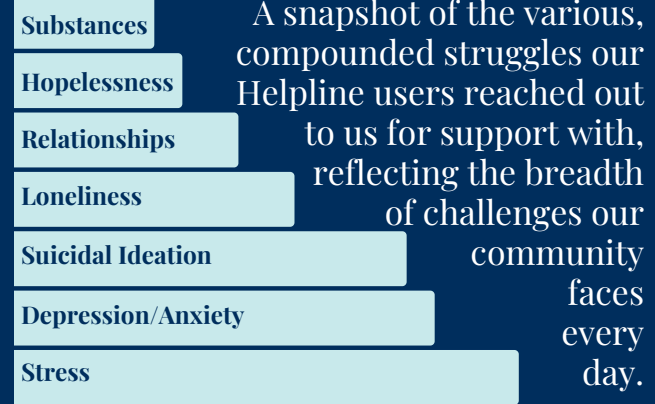 Substances
Hopelessness
Relationships
Loneliness
Suicidal Ideation
Depression/Anxiety
Stress
A snapshot of the various,
compounded struggles our
Helpline users reached out
to us for support with,
reflecting the breadth
of challenges our
community
faces
every
day.